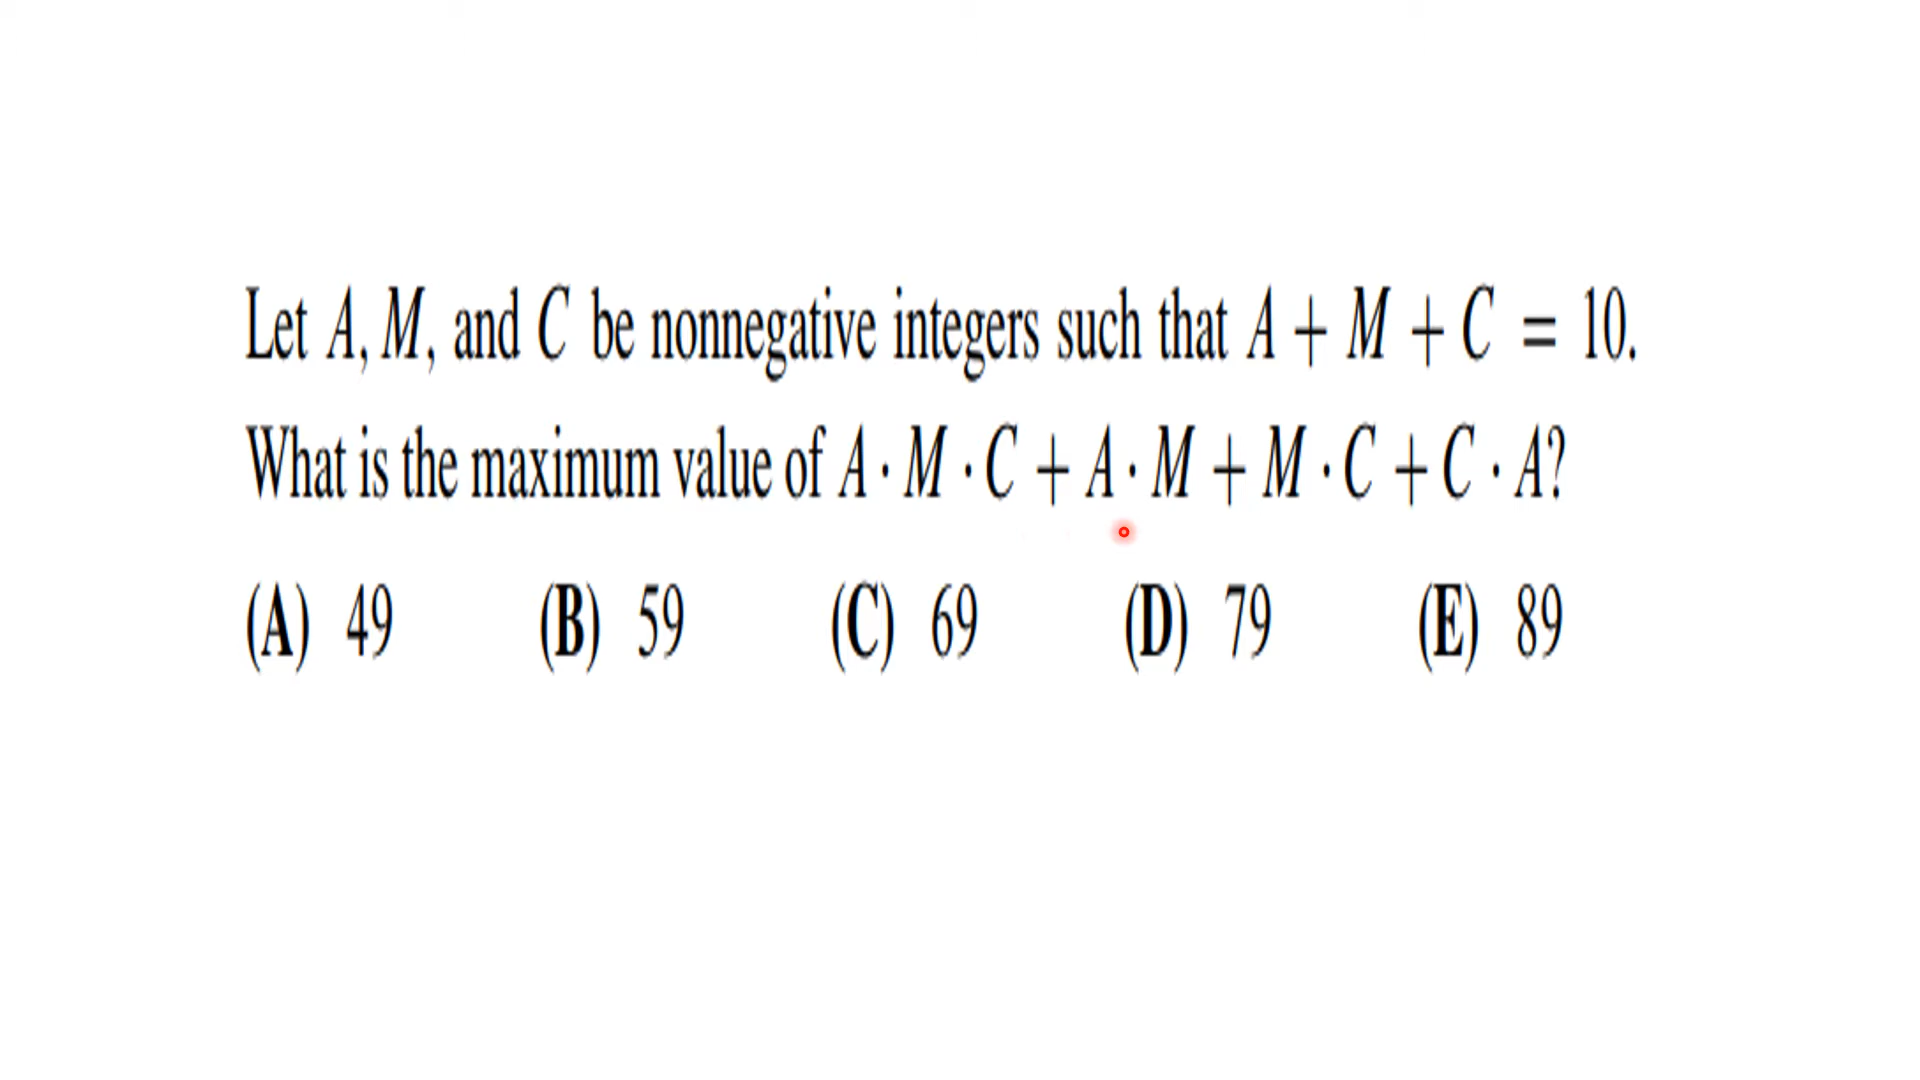 Let A, M, and C be nonnegative integers such that A + M + C = 10.
What is the maximum value of A · M · C + A · M + M · C + C · A?
(A) 49 (B) 59 (C) 69 (D) 79 (E) 89